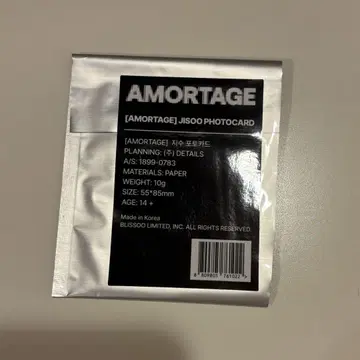 AMORTAGE
[AMORTAGE] JISOO PHOTOCARD
[AMORTAGE] 지수 포토카드
PLANNING: (주) DETAILS
A/S: 1899-0783
MATERIALS: PAPER
WEIGHT: 10g
SIZE: 55*85mm
AGE: 14 +
Made in Korea
BLISSOO LIMITED, INC. ALL RIGHTS RESERVED.